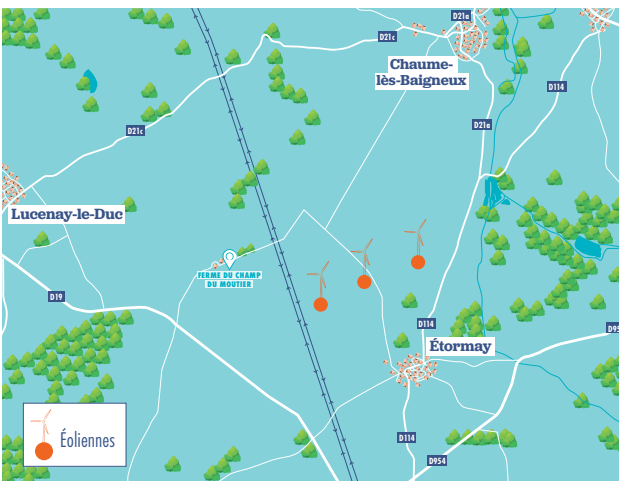 D21a
D21c
Chaume-
lès-Baigneux
D114
D21a
D21c
Lucenay-le-Duc
FERME DU CHAMP
DU MOUTIER
D19
D114
D95
Étormay
Éoliennes
D114
D954